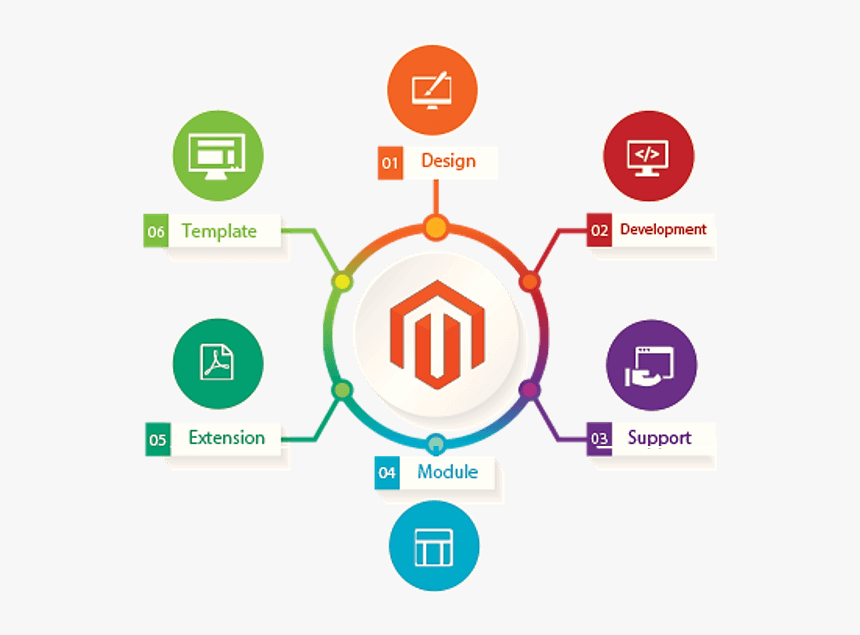 01 Design
02 Development
03 Support
04 Module
05 Extension
06 Template
</>